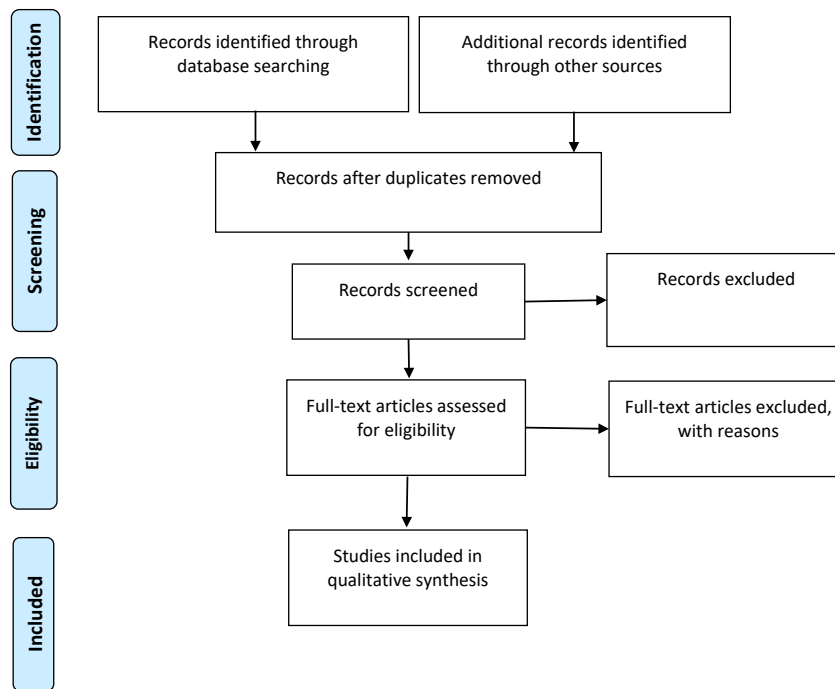 Identification
Records identified through
database searching
Additional records identified
through other sources
Records after duplicates removed
Screening
Records screened
Records excluded
Eligibility
Full-text articles assessed
for eligibility
Full-text articles excluded,
with reasons
Included
Studies included in
qualitative synthesis